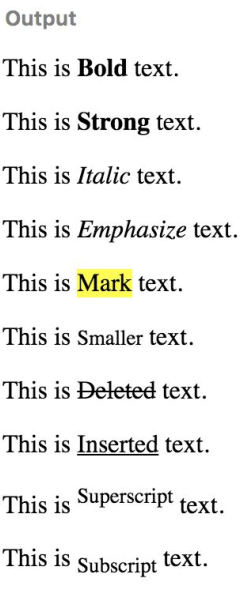 Output
This is Bold text.
This is Strong text.
This is Italic text.
This is Emphasize text.
This is Mark text.
This is Smaller text.
This is Deleted text.
This is Inserted text.
This is Superscript text.
This is Subscript text.